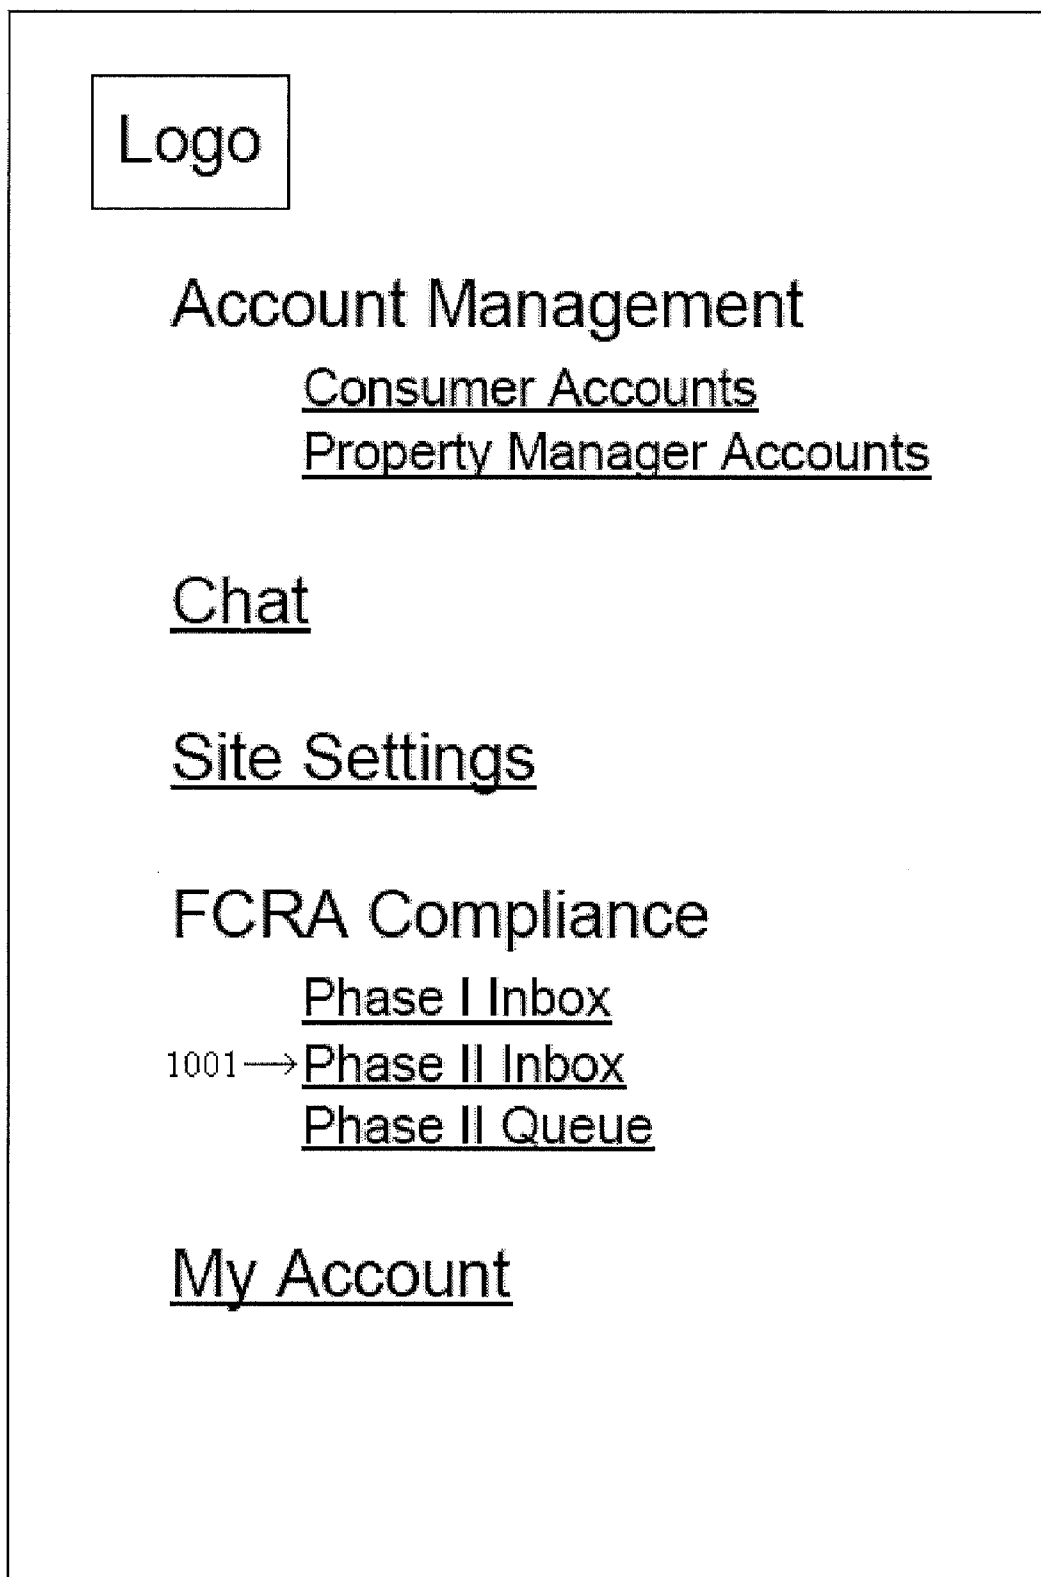 Logo
Account Management
Consumer Accounts
Property Manager Accounts
Chat
Site Settings
FCRA Compliance
Phase I Inbox
1001 → Phase II Inbox
Phase II Queue
My Account